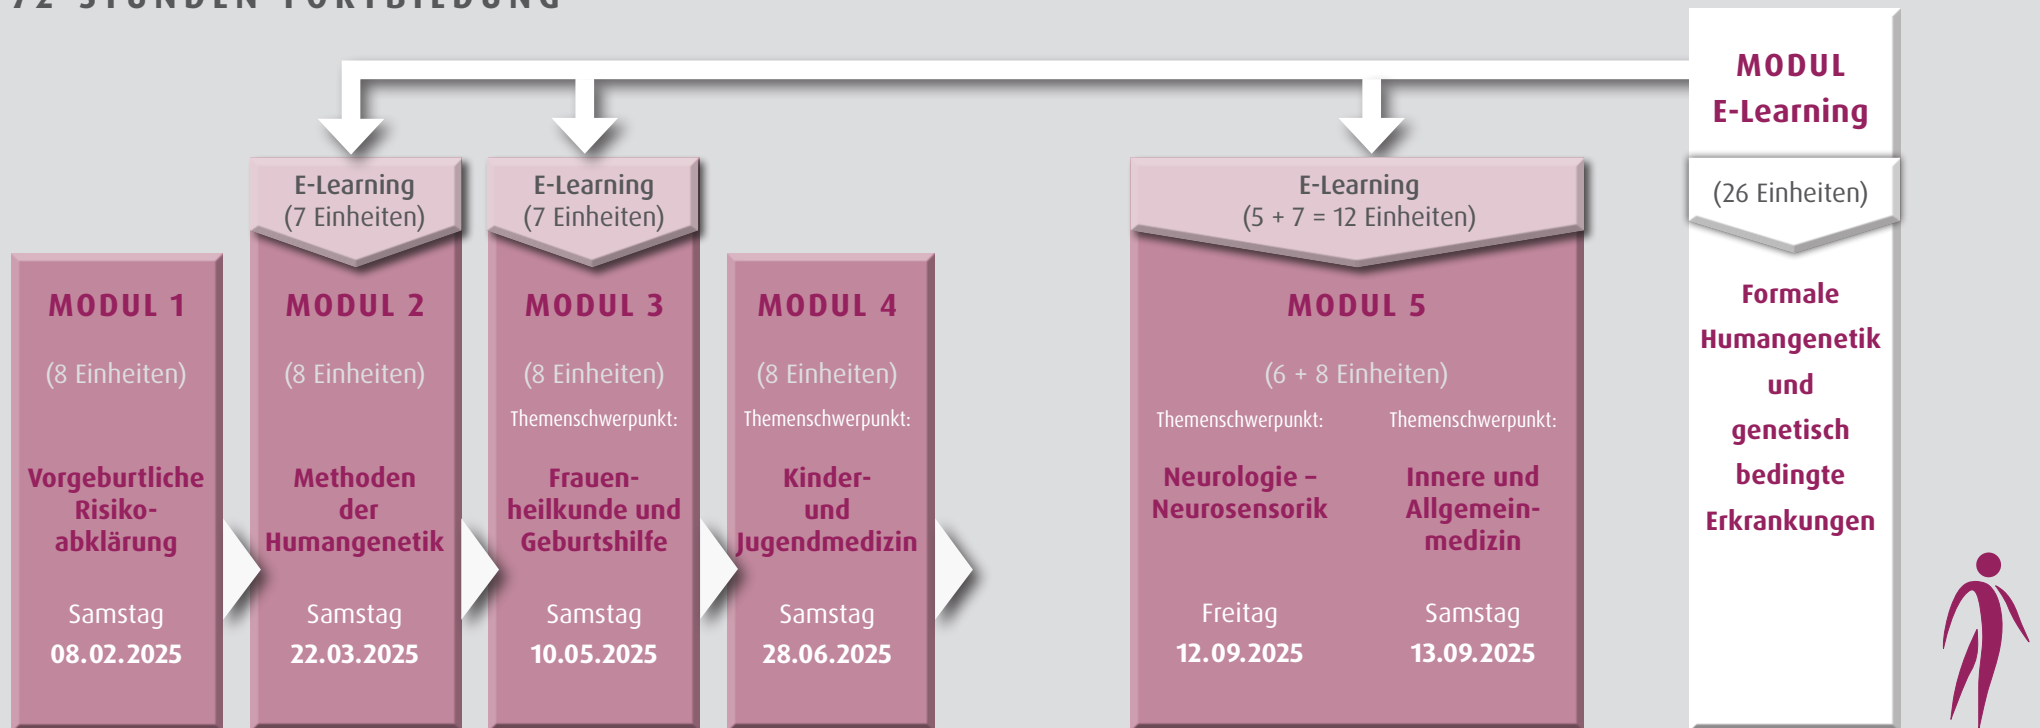 72 STUNDEN FORTBILDUNG
MODUL
E-Learning
(26 Einheiten)
Formale
Humangenetik
und
genetisch
bedingte
Erkrankungen
MODUL 1
(8 Einheiten)
Vorgeburtliche
Risiko-
abklärung
Samstag
08.02.2025
E-Learning
(7 Einheiten)
MODUL 2
(8 Einheiten)
Methoden
der
Humangenetik
Samstag
22.03.2025
E-Learning
(7 Einheiten)
MODUL 3
(8 Einheiten)
Themenschwerpunkt:
Frauen-
heilkunde und
Geburtshilfe
Samstag
10.05.2025
MODUL 4
(8 Einheiten)
Themenschwerpunkt:
Kinder-
und
Jugendmedizin
Samstag
28.06.2025
E-Learning
(5 + 7 = 12 Einheiten)
MODUL 5
(6 + 8 Einheiten)
Themenschwerpunkt:
Neurologie –
Neurosensorik
Freitag
12.09.2025
Themenschwerpunkt:
Innere und
Allgemein-
medizin
Samstag
13.09.2025